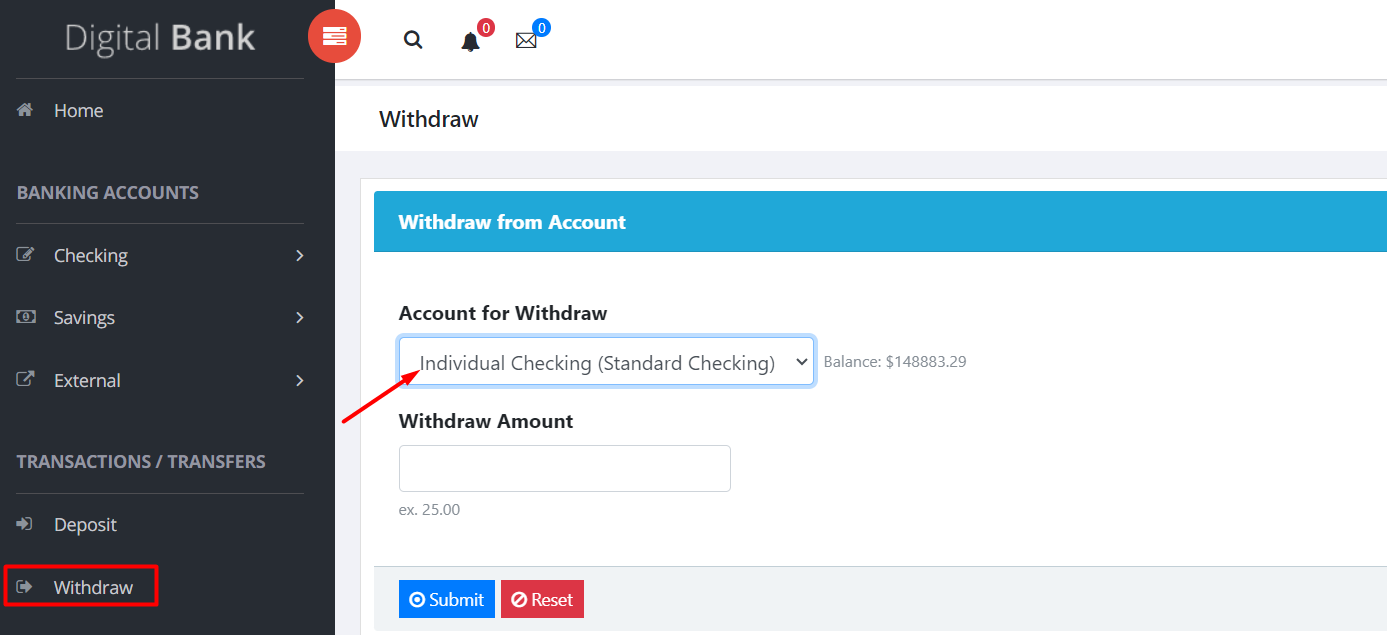 Digital Bank
0
0
Home
Withdraw
BANKING ACCOUNTS
Withdraw from Account
Checking
Account for Withdraw
Savings
Individual Checking (Standard Checking)
Balance: $148883.29
External
Withdraw Amount
TRANSACTIONS / TRANSFERS
ex. 25.00
Deposit
Withdraw
Submit
Reset